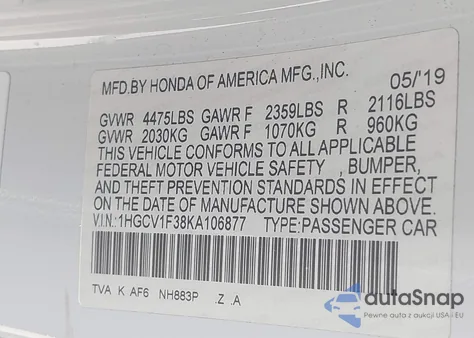 MFD.BY HONDA OF AMERICA MFG.,INC. 05/'19
GVWR 4475LBS GAWR F 2359LBS R 2116LBS
GVWR 2030KG GAWR F 1070KG R 960KG
THIS VEHICLE CONFORMS TO ALL APPLICABLE
FEDERAL MOTOR VEHICLE SAFETY , BUMPER,
AND THEFT PREVENTION STANDARDS IN EFFECT
ON THE DATE OF MANUFACTURE SHOWN ABOVE.
V.I.N:1HGCV1F38KA106877 TYPE:PASSENGER CAR
TVA K AF6 NH883P .Z .A
autaSnap
Pewne auta z aukcji USA i EU